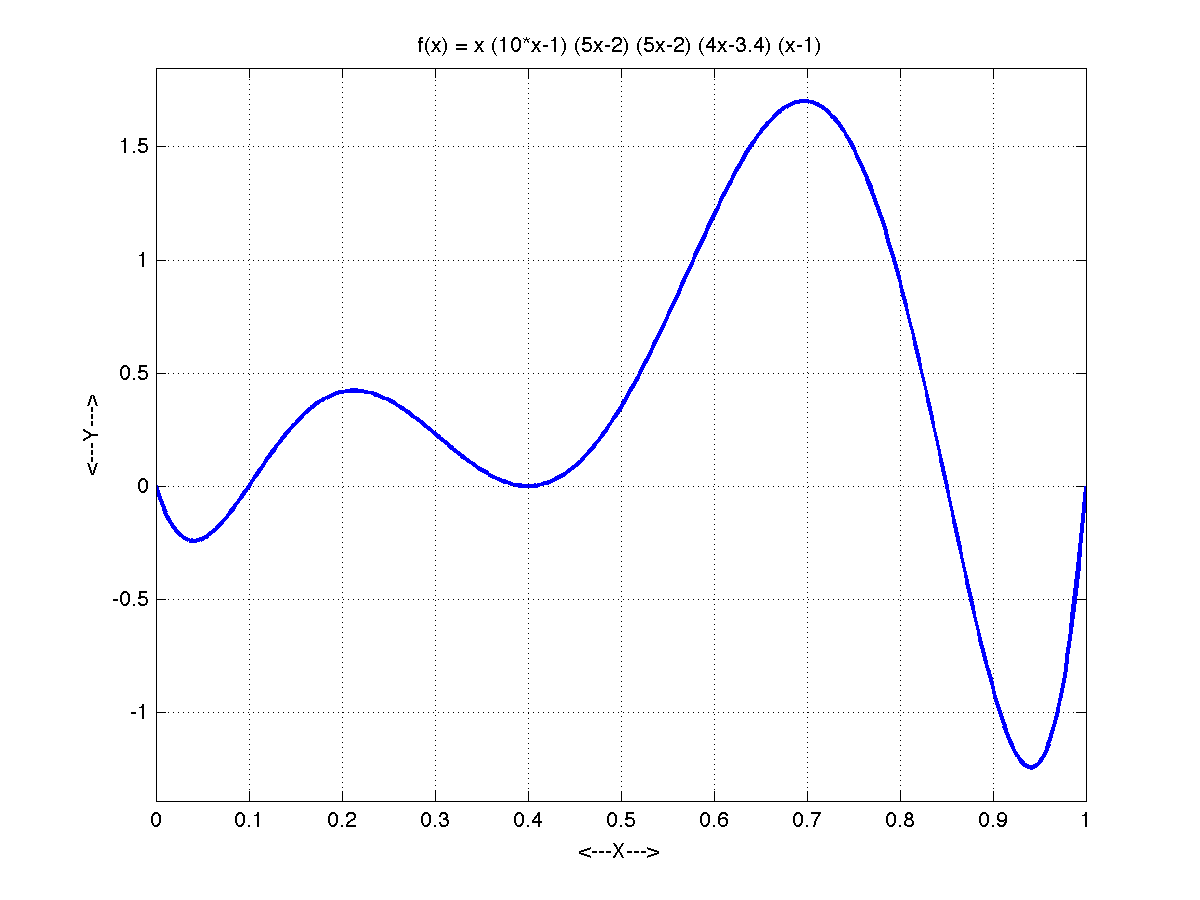 f(x) = x (10*x-1) (5x-2) (5x-2) (4x-3.4) (x-1)
1.5
1
0.5
0
-0.5
-1
<---Y--->
0 0.1 0.2 0.3 0.4 0.5 0.6 0.7 0.8 0.9 1
<---X--->